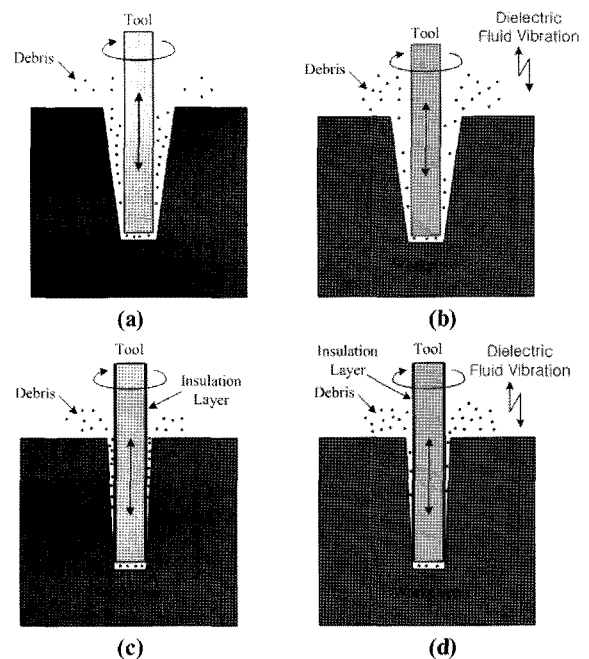 Tool
Debris
(a)
Dielectric
Fluid Vibration
Tool
Debris
(b)
Tool
Insulation
Layer
Debris
(c)
Insulation
Layer
Tool
Dielectric
Fluid Vibration
Debris
(d)